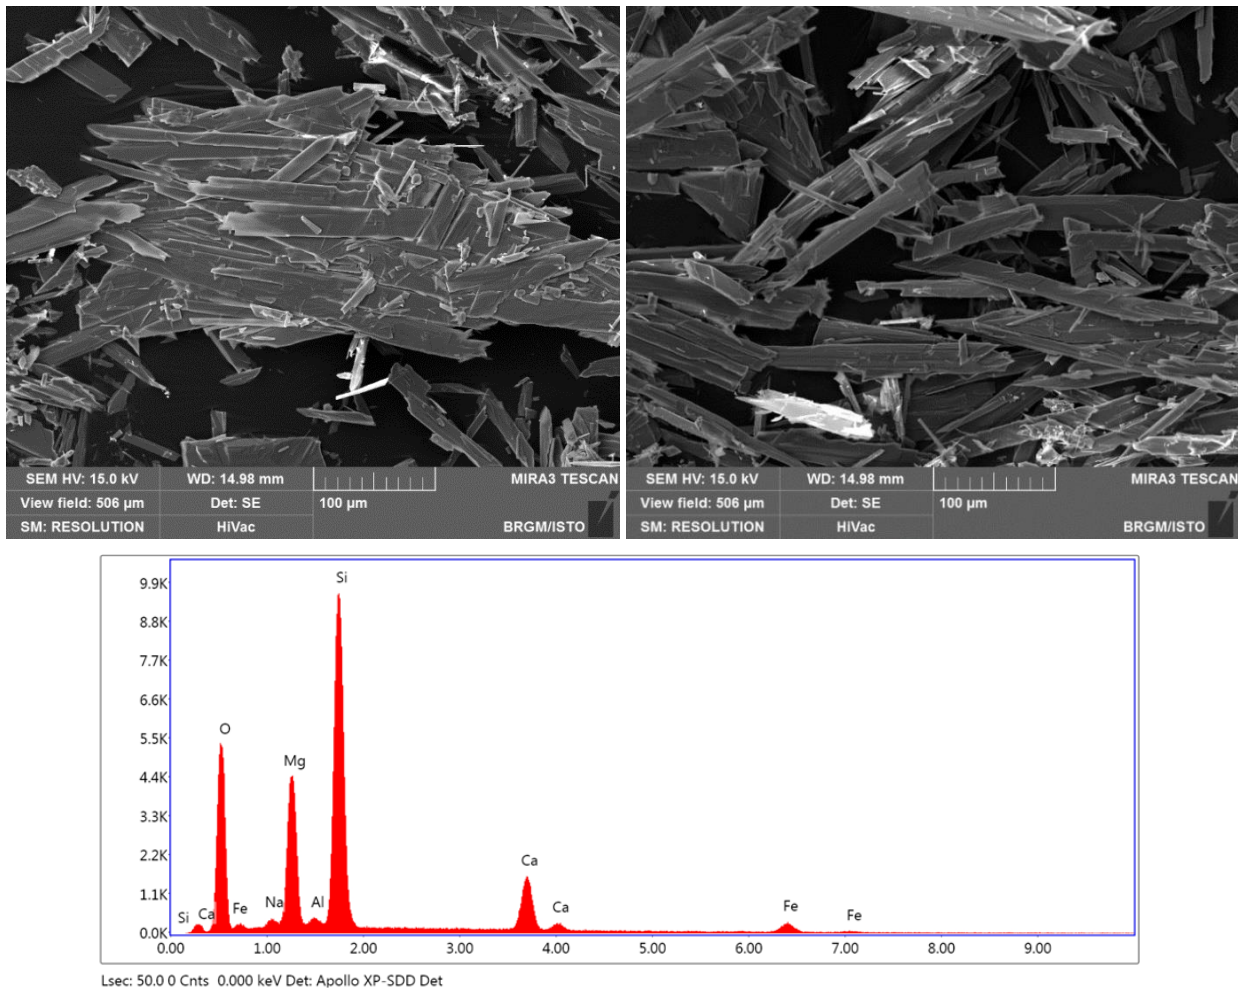 SEM HV: 15.0 kV WD: 14.98 mm MIRA3 TESCAN
View field: 506 µm Det: SE 100 µm
SM: RESOLUTION HiVac BRGM/ISTO
SEM HV: 15.0 kV WD: 14.98 mm MIRA3 TESCAN
View field: 506 µm Det: SE 100 µm
SM: RESOLUTION HiVac BRGM/ISTO
9.9K
8.8K
7.7K
6.6K
5.5K
4.4K
3.3K
2.2K
1.1K
0.0K
Si
Ca
O
Fe
Na
Mg
Al
Si
Ca
Ca
Fe
Fe
0.00 1.00 2.00 3.00 4.00 5.00 6.00 7.00 8.00 9.00
Lsec: 50.0 0 Cnts 0.000 keV Det: Apollo XP-SDD Det